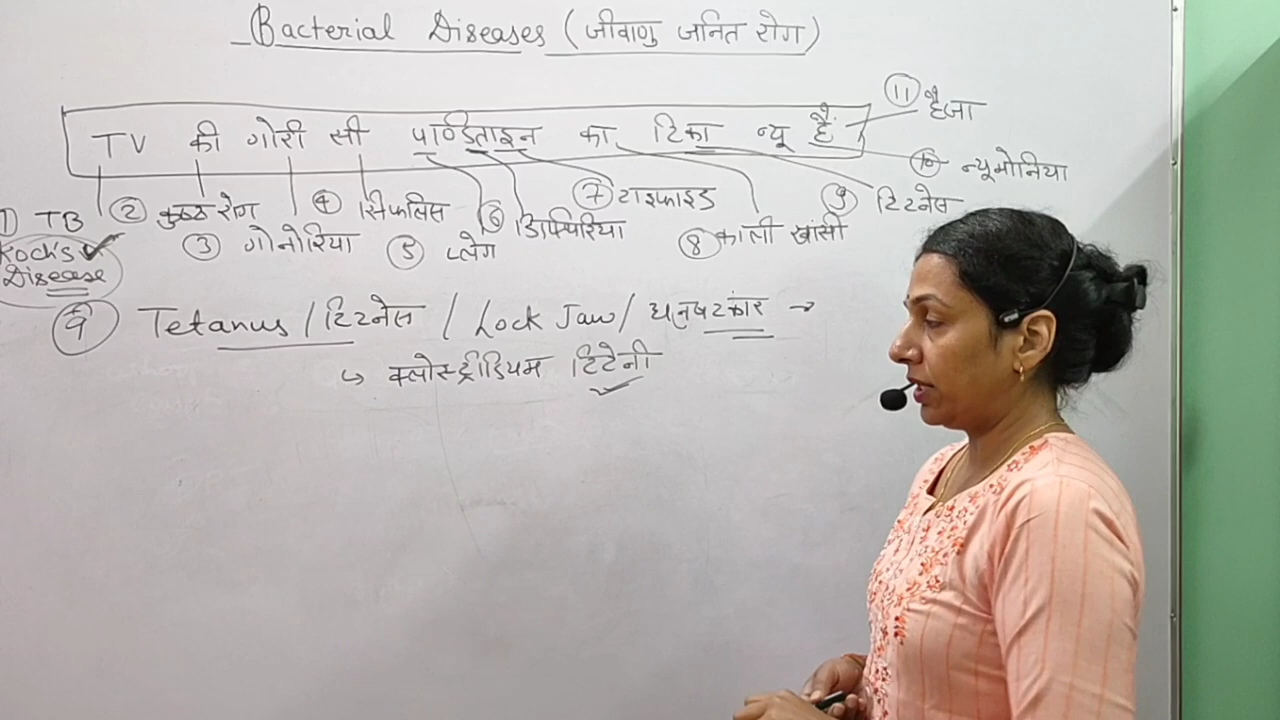 Bacterial Diseases (जीवाणु जनित रोग)
TV की गोरी सी पण्डिताइन का टिका न्यू हैं
11 हैजा
10 न्यूमोनिया
1 TB 2 कुष्ठ रोग 4 सिफलिस 7 टाइफाइड 9 टिटनेस
Koch's Disease 3 गोनोरिया 5 प्लेग 6 डिफ्थिरिया 8 काली खांसी
9 Tetanus / टिटनेस / Lock Jaw / धनुषटंकार →
↳ क्लोस्ट्रीडियम टिटेनी